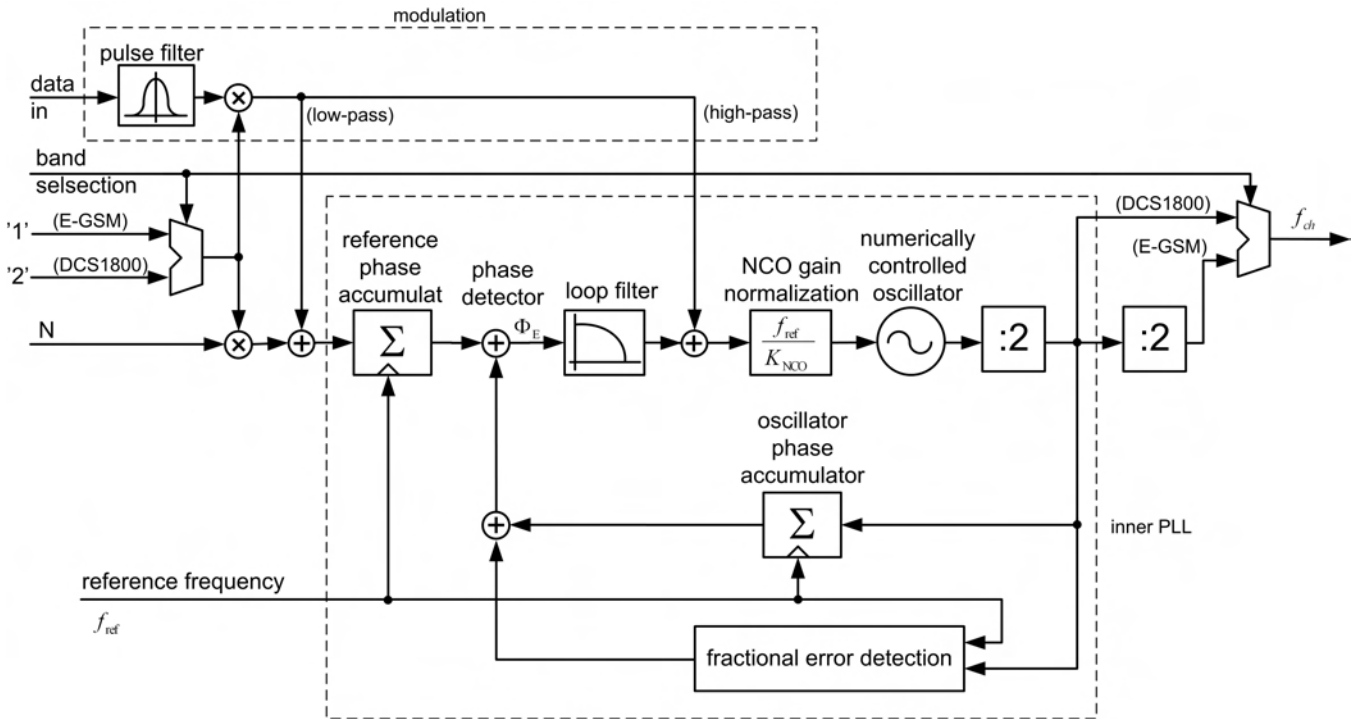 modulation
pulse filter
data
in
(low-pass)
(high-pass)
band
selsection
'1'
(E-GSM)
'2'
(DCS1800)
N
reference
phase
accumulat
Σ
phase
detector
Φ_E
loop filter
NCO gain
normalization
f_ref
K_NCO
numerically
controlled
oscillator
:2
:2
(DCS1800)
(E-GSM)
f_ch
oscillator
phase
accumulator
Σ
inner PLL
reference frequency
f_ref
fractional error detection